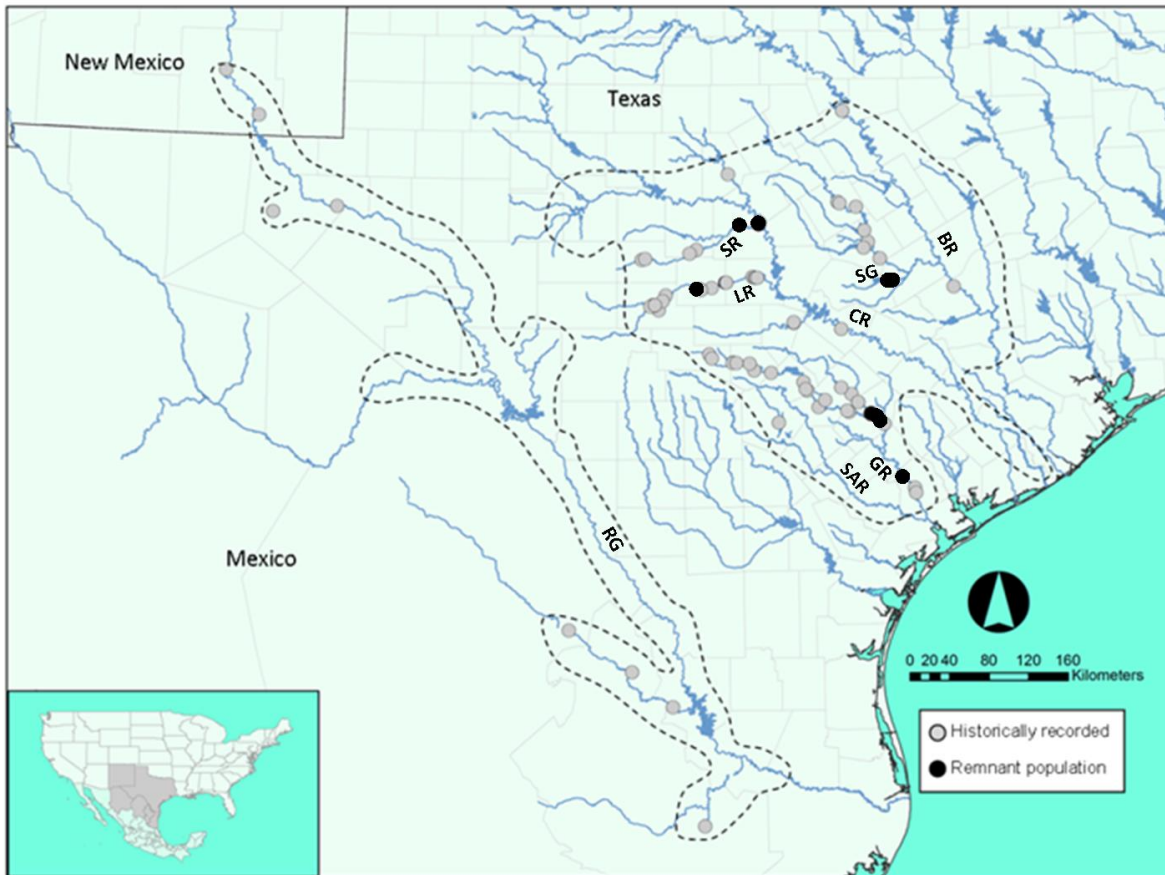 New Mexico
Texas
SR
BR
SG
LR
CR
GR
SAR
RG
Mexico
0 20 40 80 120 160
Kilometers
Historically recorded
Remnant population